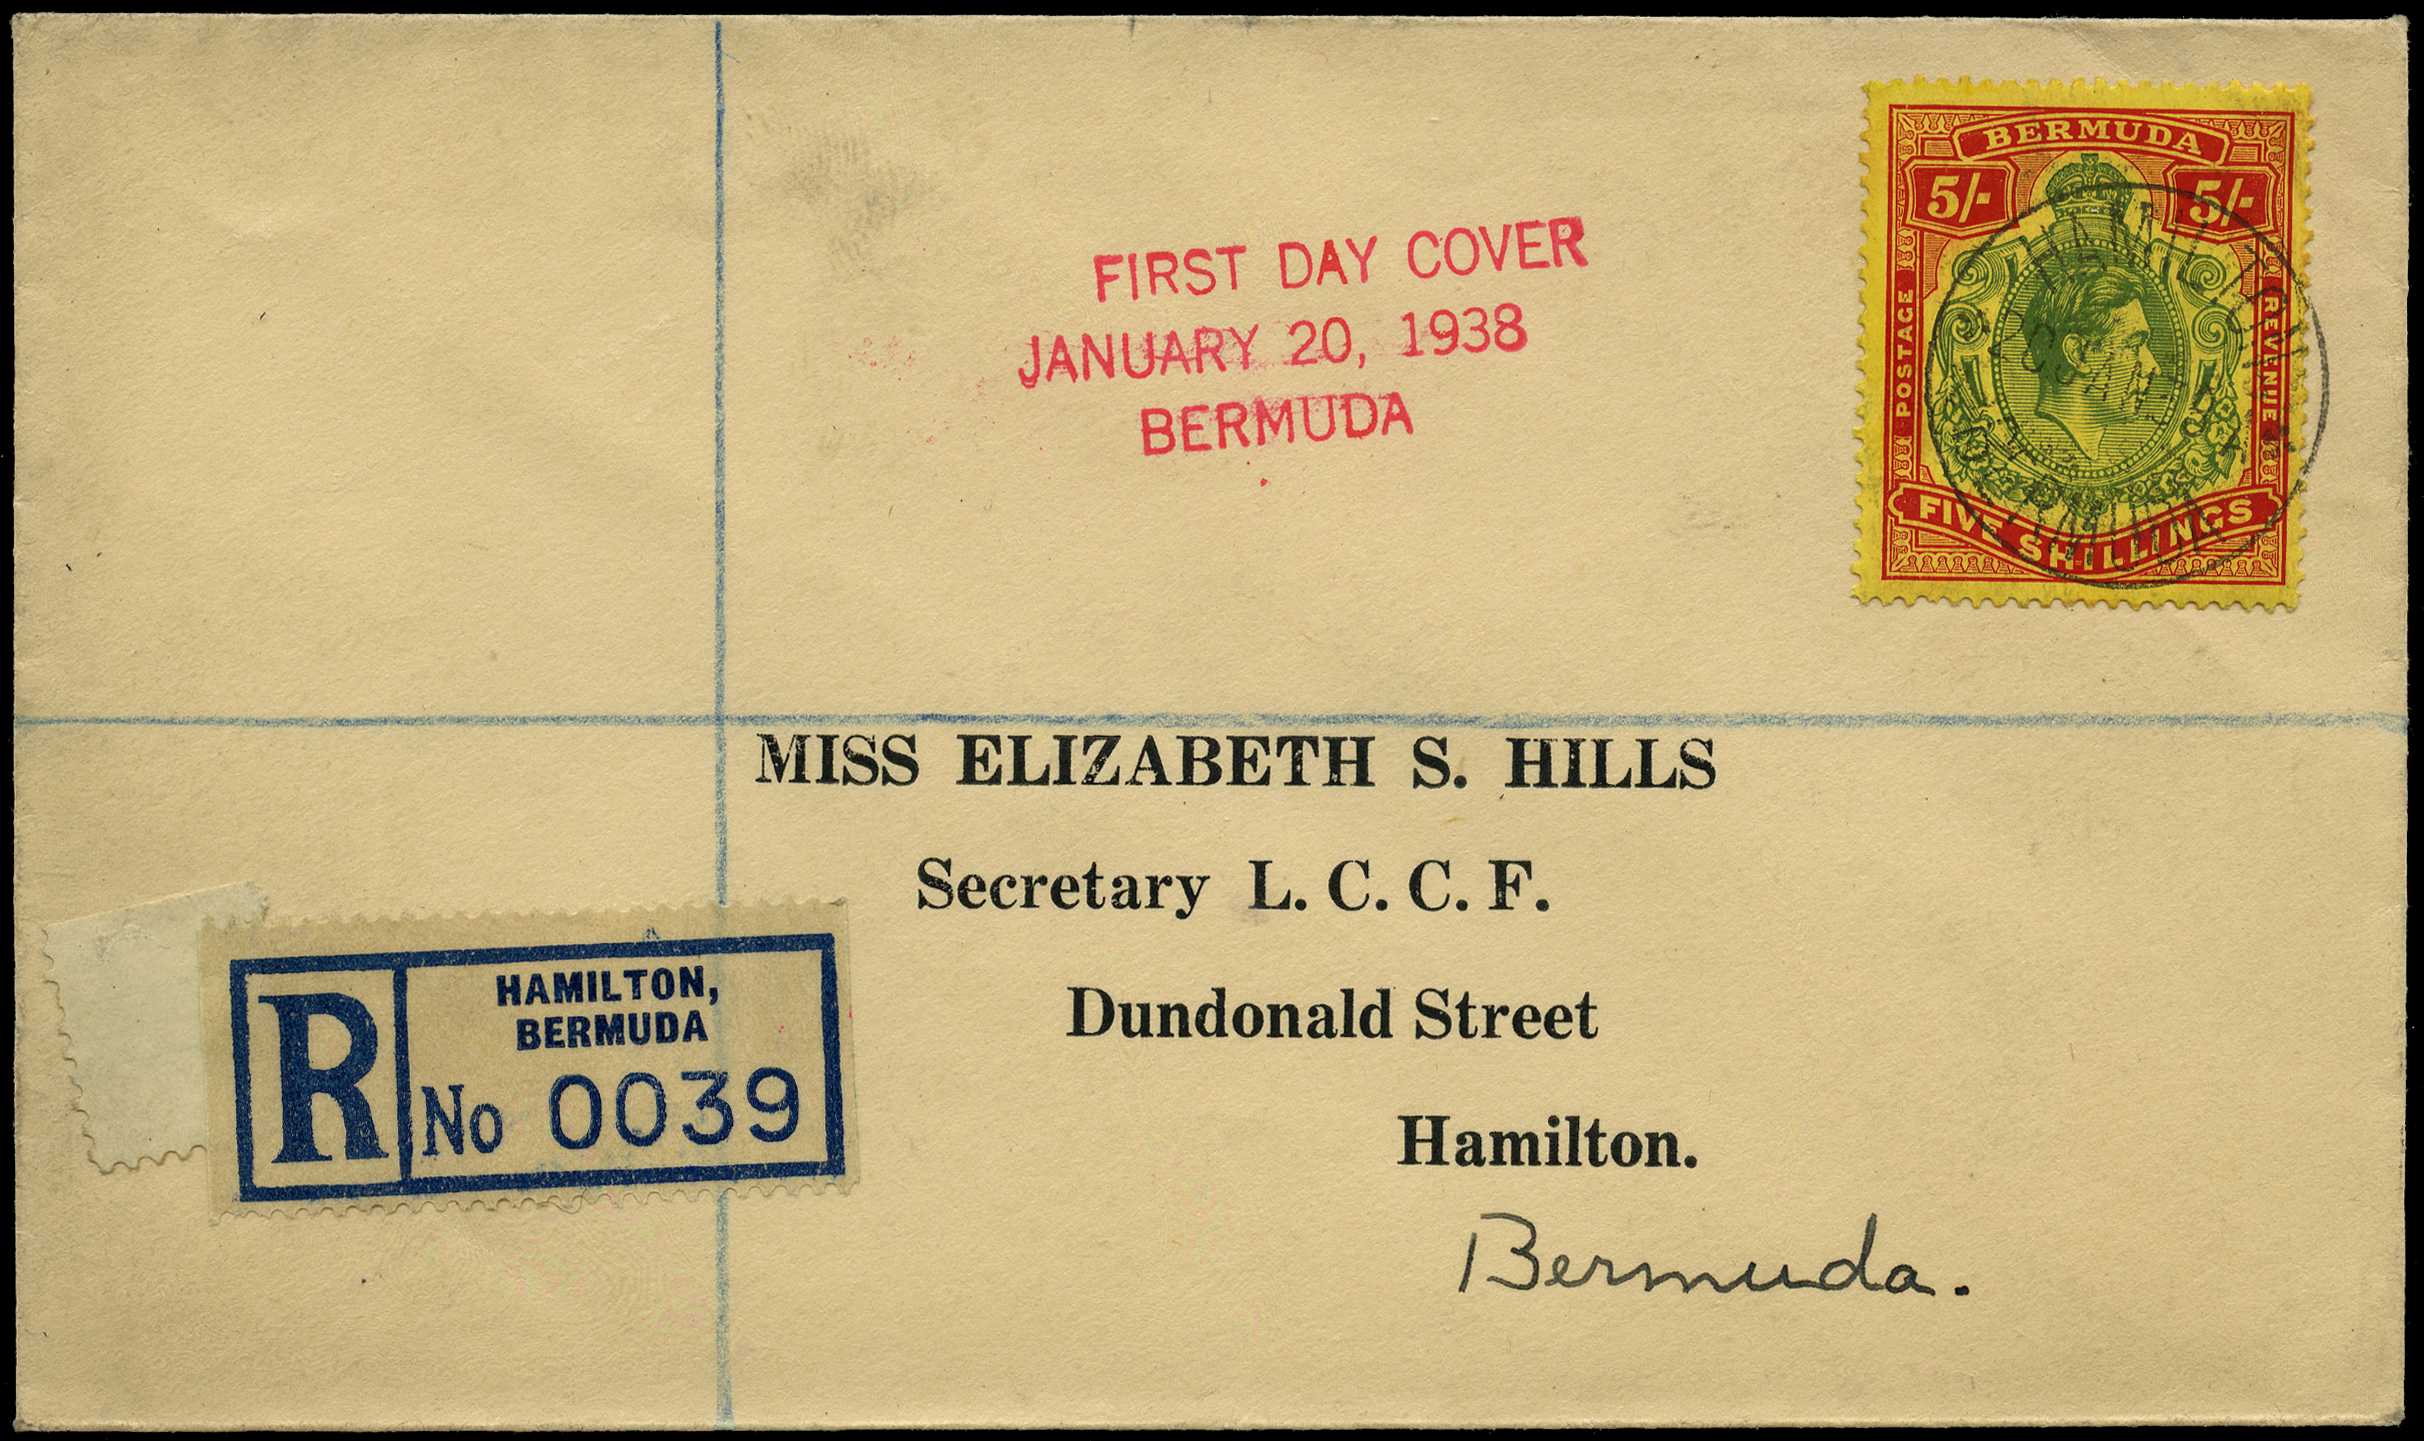 FIRST DAY COVER
JANUARY 20, 1938
BERMUDA
BERMUDA
5/- 5/-
POSTAGE
REVENUE
FIVE SHILLINGS
MISS ELIZABETH S. HILLS
Secretary L. C. C. F.
Dundonald Street
Hamilton.
Bermuda.
R
HAMILTON,
BERMUDA
No 0039